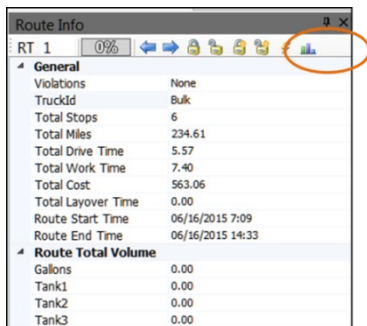 Route Info
RT 1 0%
General
Violations None
TruckId Bulk
Total Stops 6
Total Miles 234.61
Total Drive Time 5.57
Total Work Time 7.40
Total Cost 563.06
Total Layover Time 0.00
Route Start Time 06/16/2015 7:09
Route End Time 06/16/2015 14:33
Route Total Volume
Gallons 0.00
Tank1 0.00
Tank2 0.00
Tank3 0.00